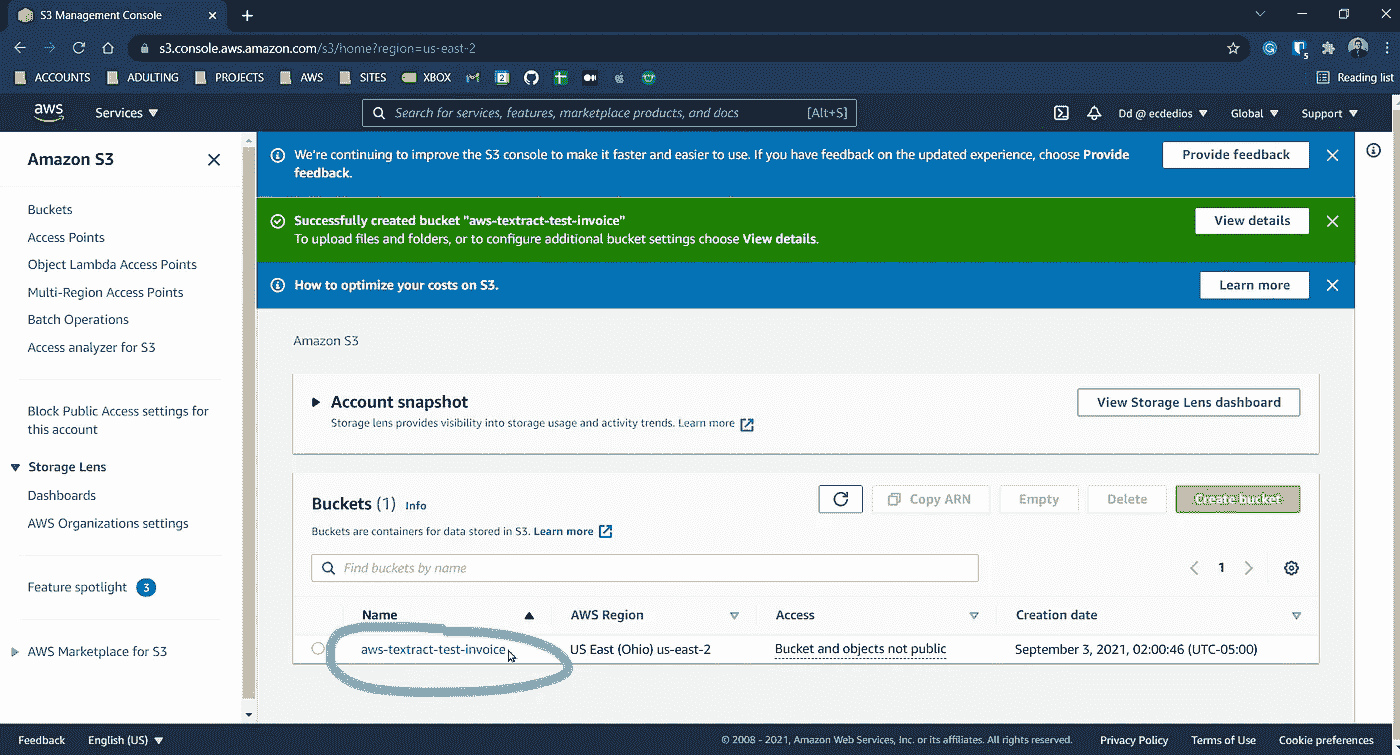 S3 Management Console
s3.console.aws.amazon.com/s3/home?region=us-east-2
5
ACCOUNTS
ADULTING
PROJECTS
AWS
SITES
XBOX
2
Reading list
aws
Services
Search for services, features, marketplace products, and docs
[Alt+S]
Dd @ ecdedios
Global
Support
Amazon S3
Buckets
Access Points
Object Lambda Access Points
Multi-Region Access Points
Batch Operations
Access analyzer for S3
Block Public Access settings for
this account
Storage Lens
Dashboards
AWS Organizations settings
Feature spotlight 3
AWS Marketplace for S3
We're continuing to improve the S3 console to make it faster and easier to use. If you have feedback on the updated experience, choose Provide
feedback.
Provide feedback
Successfully created bucket "aws-textract-test-invoice"
To upload files and folders, or to configure additional bucket settings choose View details.
View details
How to optimize your costs on S3.
Learn more
Amazon S3
Account snapshot
Storage lens provides visibility into storage usage and activity trends. Learn more
View Storage Lens dashboard
Buckets (1) Info
Buckets are containers for data stored in S3. Learn more
Copy ARN
Empty
Delete
Create bucket
Find buckets by name
1
Name
AWS Region
Access
Creation date
aws-textract-test-invoice
US East (Ohio) us-east-2
Bucket and objects not public
September 3, 2021, 02:00:46 (UTC-05:00)
Feedback
English (US)
© 2008 - 2021, Amazon Web Services, Inc. or its affiliates. All rights reserved.
Privacy Policy
Terms of Use
Cookie preferences